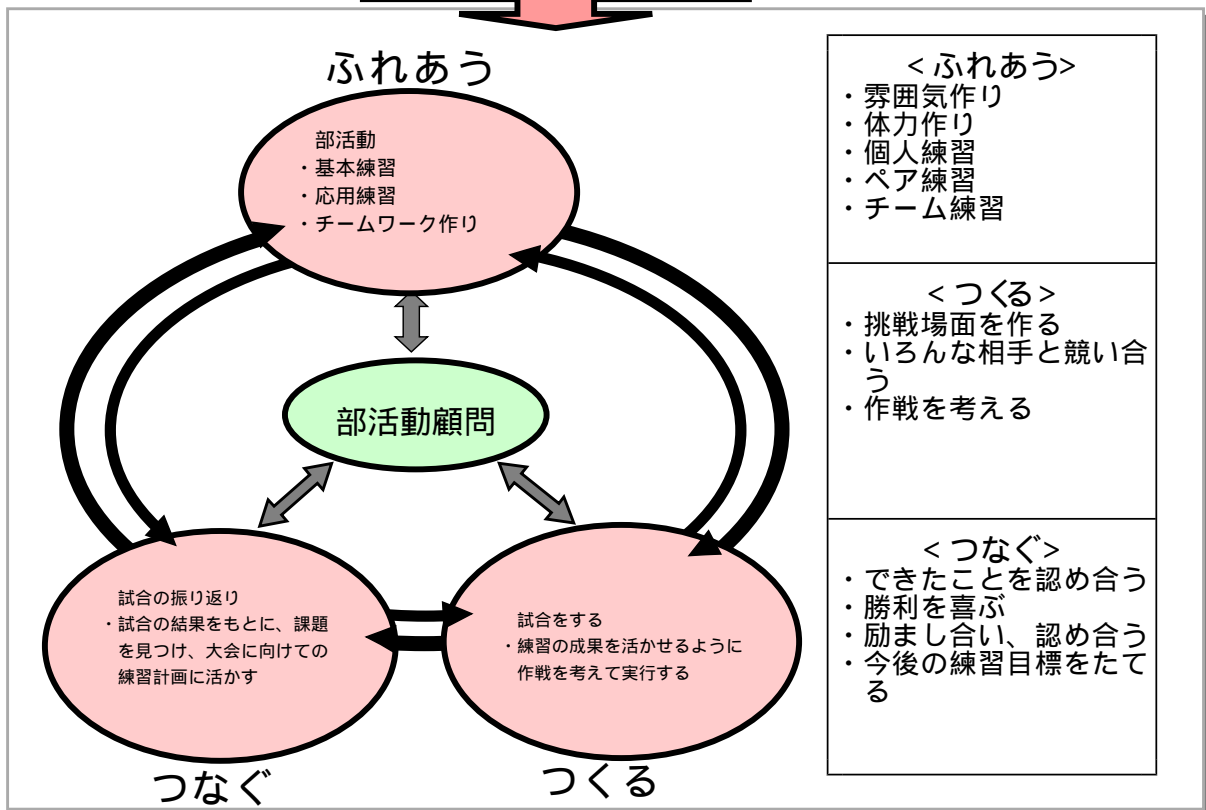 ふれあう
部活動
・基本練習
・応用練習
・チームワーク作り
部活動顧問
試合の振り返り
・試合の結果をもとに、課題
を見つけ、大会に向けての
練習計画に活かす
つなぐ
試合をする
・練習の成果を活かせるように
作戦を考えて実行する
つくる
<ふれあう>
・雰囲気作り
・体力作り
・個人練習
・ペア練習
・チーム練習
<つくる>
・挑戦場面を作る
・いろんな相手と競い合
う
・作戦を考える
<つなぐ>
・できたことを認め合う
・勝利を喜ぶ
・励まし合い、認め合う
・今後の練習目標をたて
る